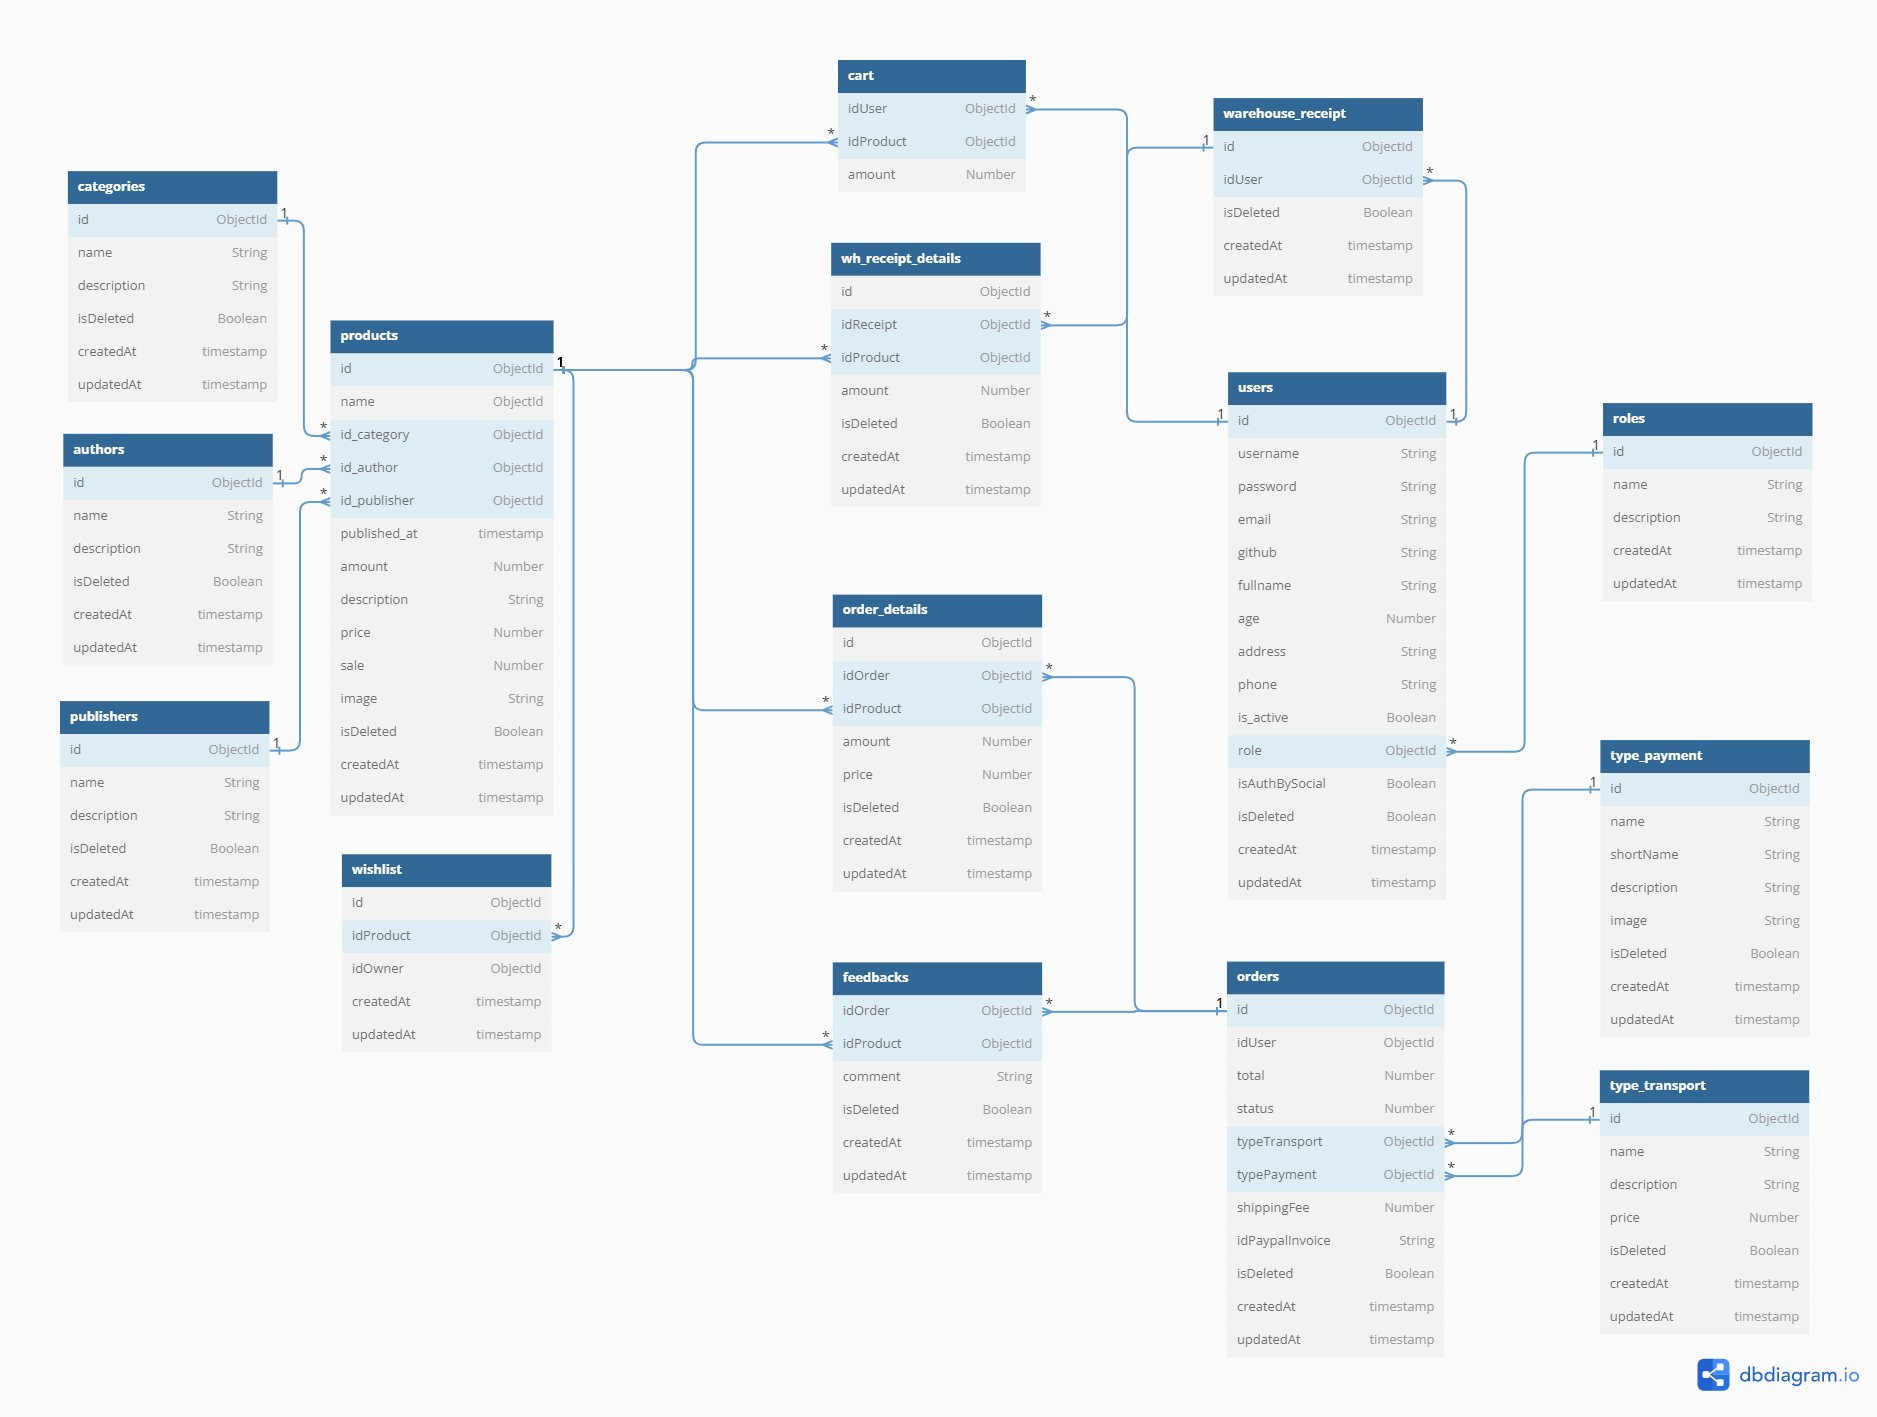 categories
id ObjectId
name String
description String
isDeleted Boolean
createdAt timestamp
updatedAt timestamp
authors
id ObjectId
name String
description String
isDeleted Boolean
createdAt timestamp
updatedAt timestamp
publishers
id ObjectId
name String
description String
isDeleted Boolean
createdAt timestamp
updatedAt timestamp
products
id ObjectId
name ObjectId
id_category ObjectId
id_author ObjectId
id_publisher ObjectId
published_at timestamp
amount Number
description String
price Number
sale Number
image String
isDeleted Boolean
createdAt timestamp
updatedAt timestamp
wishlist
id ObjectId
idProduct ObjectId
idOwner ObjectId
createdAt timestamp
updatedAt timestamp
cart
idUser ObjectId
idProduct ObjectId
amount Number
wh_receipt_details
id ObjectId
idReceipt ObjectId
idProduct ObjectId
amount Number
isDeleted Boolean
createdAt timestamp
updatedAt timestamp
order_details
id ObjectId
idOrder ObjectId
idProduct ObjectId
amount Number
price Number
isDeleted Boolean
createdAt timestamp
updatedAt timestamp
feedbacks
idOrder ObjectId
idProduct ObjectId
comment String
isDeleted Boolean
createdAt timestamp
updatedAt timestamp
warehouse_receipt
id ObjectId
idUser ObjectId
isDeleted Boolean
createdAt timestamp
updatedAt timestamp
users
id ObjectId
username String
password String
email String
github String
fullname String
age Number
address String
phone String
is_active Boolean
role ObjectId
isAuthBySocial Boolean
isDeleted Boolean
createdAt timestamp
updatedAt timestamp
orders
id ObjectId
idUser ObjectId
total Number
status Number
typeTransport ObjectId
typePayment ObjectId
shippingFee Number
idPaypalInvoice String
isDeleted Boolean
createdAt timestamp
updatedAt timestamp
roles
id ObjectId
name String
description String
createdAt timestamp
updatedAt timestamp
type_payment
id ObjectId
name String
shortName String
description String
image String
isDeleted Boolean
createdAt timestamp
updatedAt timestamp
type_transport
id ObjectId
name String
description String
price Number
isDeleted Boolean
createdAt timestamp
updatedAt timestamp
1
*
1
*
1
*
1
*
*
*
*
*
*
*
*
*
1
1
1
*
1
*
1
*
*
1
1
dbdiagram.io